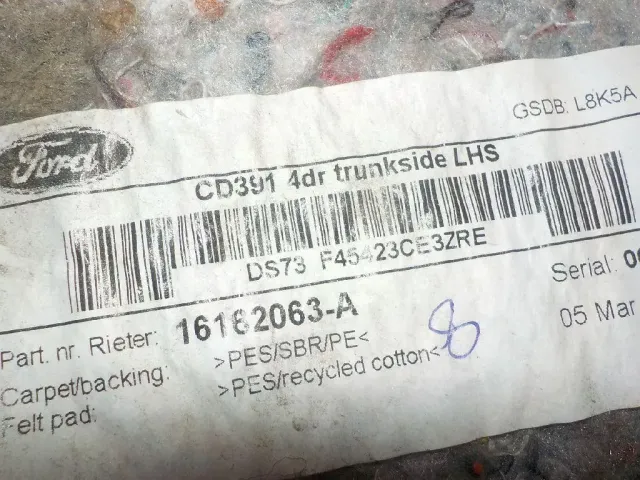 GSDB: L8K5A
Ford
CD391 4dr trunkside LHS
DS73 F45423CE3ZRE
Serial:
Part. nr. Rieter: 16182063-A
05 Mar
Carpet/backing: >PES/SBR/PE<
Felt pad: >PES/recycled cotton<
8